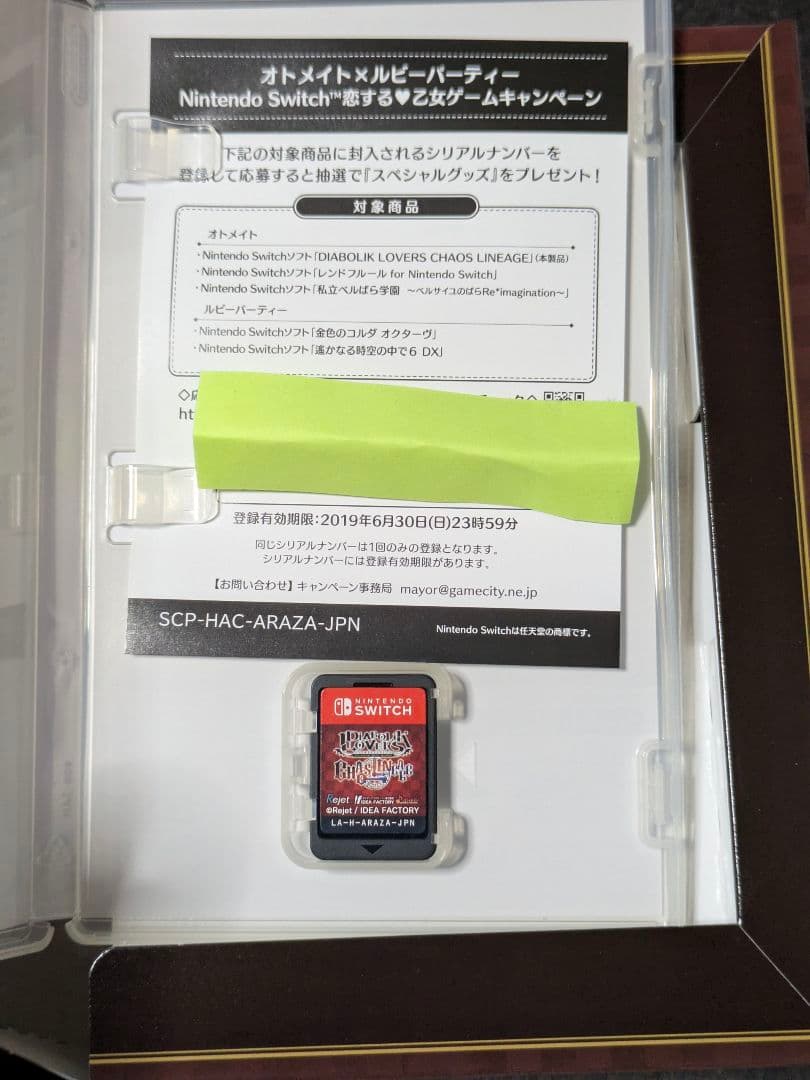 オトメイト×ルビーパーティー
Nintendo Switch™恋する♥乙女ゲームキャンペーン
下記の対象商品に封入されるシリアルナンバーを
登録して応募すると抽選で『スペシャルグッズ』をプレゼント！
対象商品
オトメイト
・Nintendo Switchソフト「DIABOLIK LOVERS CHAOS LINEAGE」（本製品）
・Nintendo Switchソフト「レンドフルール for Nintendo Switch」
・Nintendo Switchソフト「私立ベルばら学園 ～ベルサイユのばらRe*imagination～」
ルビーパーティー
・Nintendo Switchソフト「金色のコルダ オクターヴ」
・Nintendo Switchソフト「遙かなる時空の中で６ DX」
登録有効期限：2019年6月30日(日)23時59分
同じシリアルナンバーは1回のみの登録となります。
シリアルナンバーには登録有効期限があります。
【お問い合わせ】キャンペーン事務局 mayor@gamecity.ne.jp
SCP-HAC-ARAZA-JPN
Nintendo Switchは任天堂の商標です。
NINTENDO
SWITCH
DIABOLIK
LOVERS
CHAOS LINEAGE
Rejet IDEA FACTORY
©Rejet / IDEA FACTORY
LA-H-ARAZA-JPN